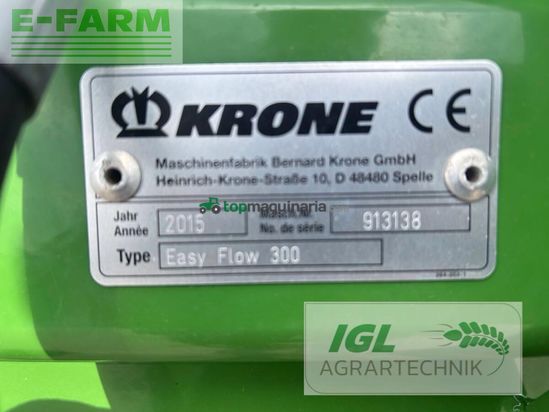 E-FARM
KRONE CE
Maschinenfabrik Bernard Krone GmbH
Heinrich-Krone-Straße 10, D 48480 Spelle
Jahr
Année 2015 No. de série 913138
topmaquinaria
Type Easy Flow 300
IGL
AGRARTECHNIK